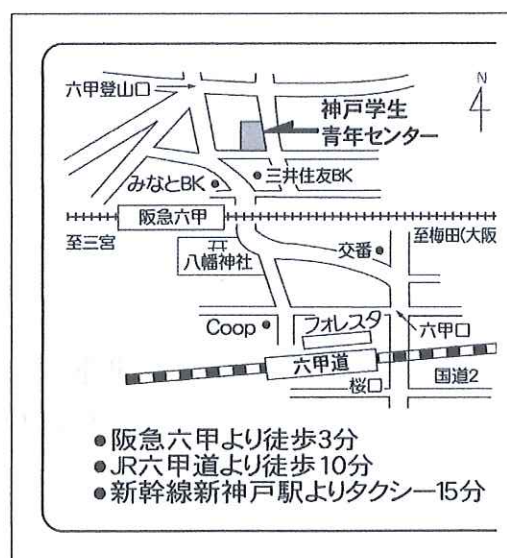 六甲登山口
N
神戸学生
青年センター
みなとBK
三井住友BK
阪急六甲
至三宮
至梅田(大阪
八幡神社
交番
Coop
フォレスタ
六甲口
六甲道
桜口
国道2
●阪急六甲より徒歩3分
●JR六甲道より徒歩10分
●新幹線新神戸駅よりタクシー15分